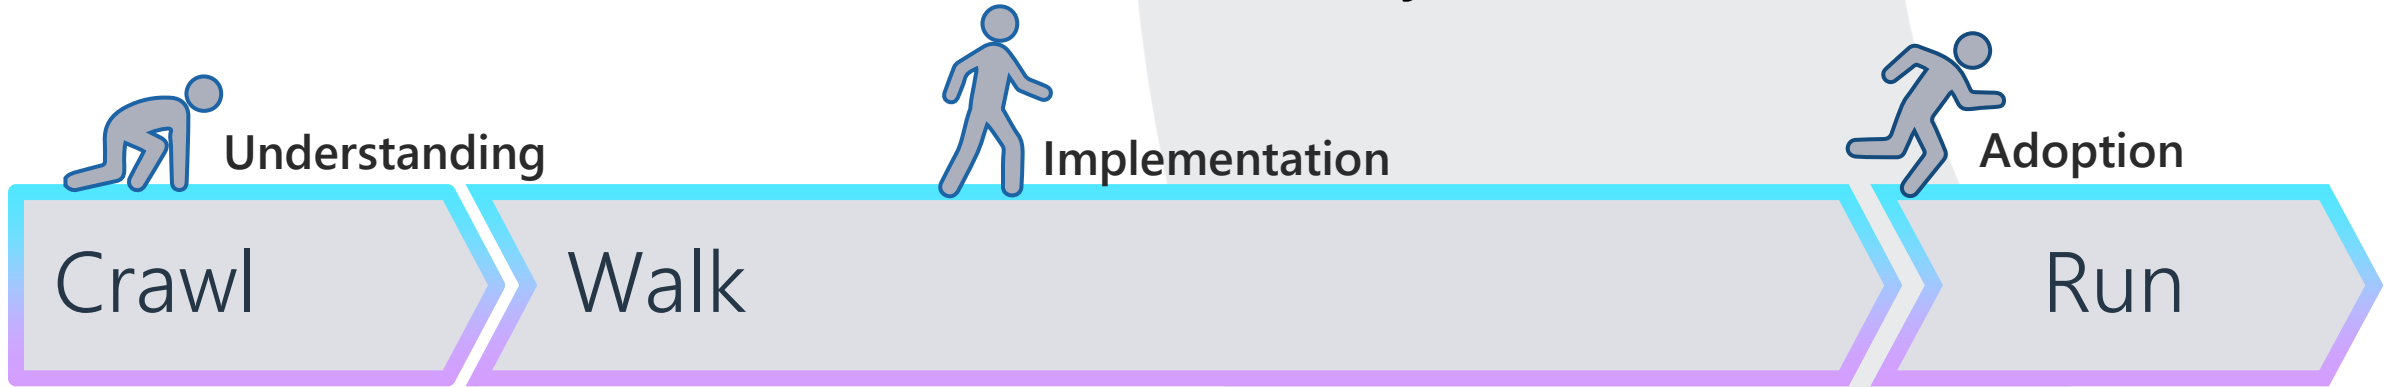 Understanding
Implementation
Adoption
Crawl
Walk
Run